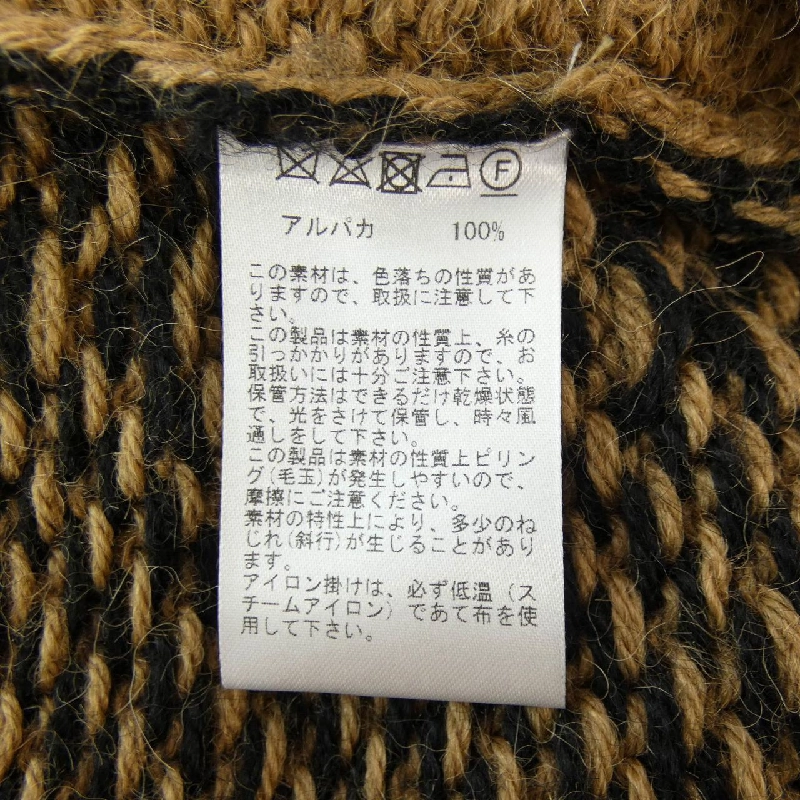 F
アルパカ 100%
この素材は、色落ちの性質があ
りますので、取扱に注意して下
さい。
この製品は素材の性質上、糸の
引っかかりがありますので、お
取扱いには十分ご注意下さい。
保管方法はできるだけ乾燥状態
で、光をさけて保管し、時々風
通しをして下さい。
この製品は素材の性質上ピリン
グ(毛玉)が発生しやすいので、
摩擦にご注意ください。
素材の特性上により、多少のね
じれ(斜行)が生じることがあり
ます。
アイロン掛けは、必ず低温(ス
チームアイロン)であて布を使
用して下さい。